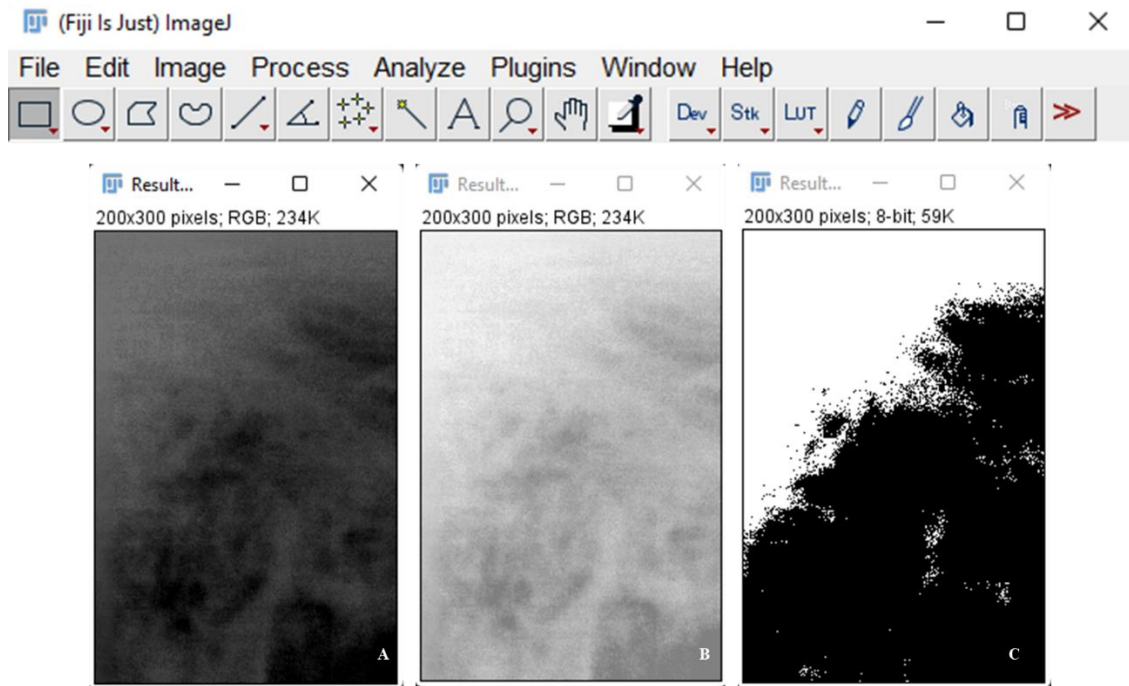 (Fiji Is Just) ImageJ
File Edit Image Process Analyze Plugins Window Help
A Dev Stk LUT
Result... Result... Result...
200x300 pixels; RGB; 234K 200x300 pixels; RGB; 234K 200x300 pixels; 8-bit; 59K
A B C